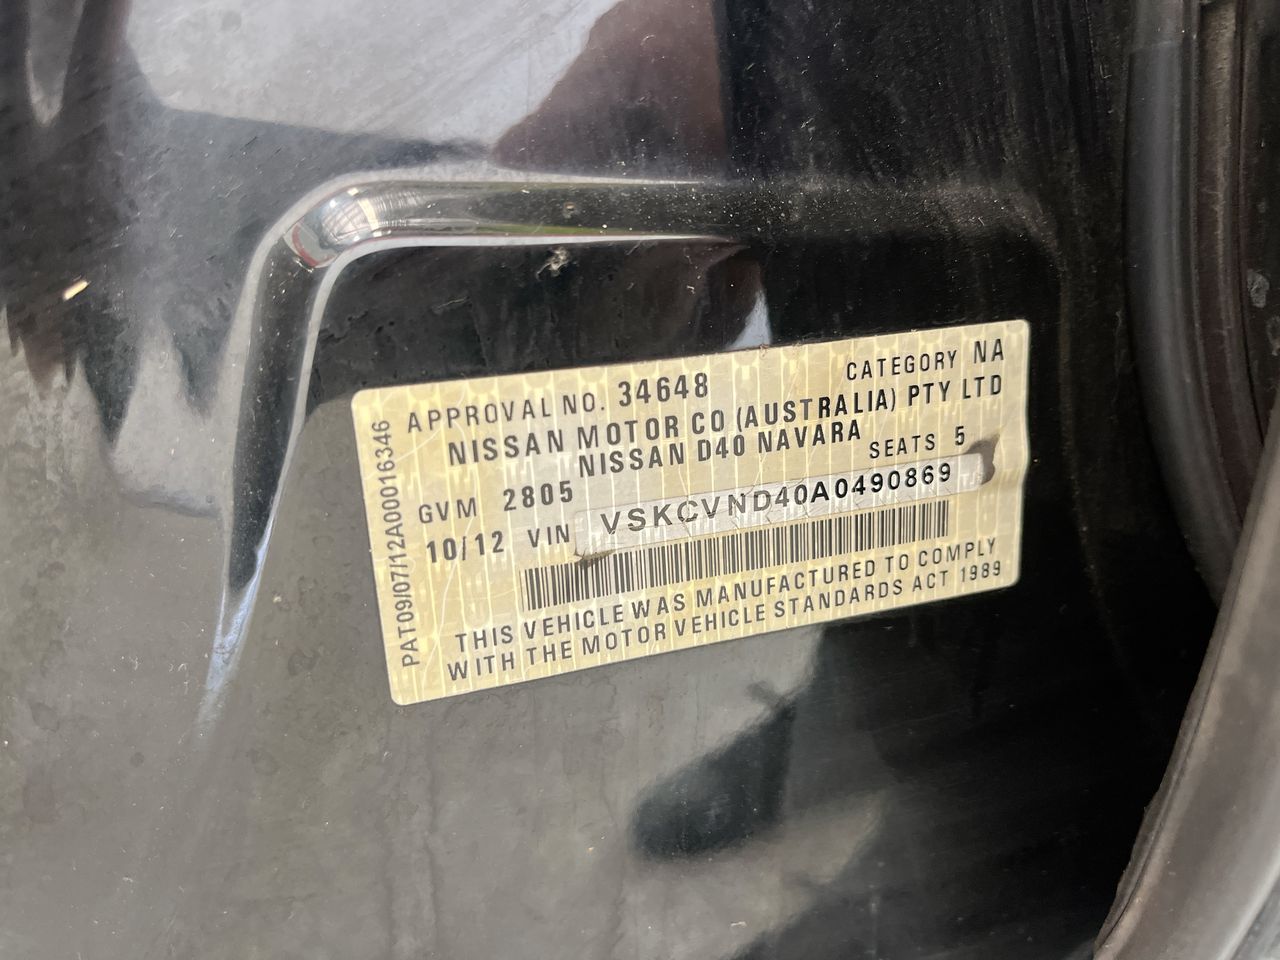 APPROVAL NO. 34648 CATEGORY NA
NISSAN MOTOR CO (AUSTRALIA) PTY LTD
NISSAN D40 NAVARA
GVM 2805 SEATS 5
10/12 VIN VSKCVND40A0490869
THIS VEHICLE WAS MANUFACTURED TO COMPLY
WITH THE MOTOR VEHICLE STANDARDS ACT 1989
PAT09/07/12A00016346